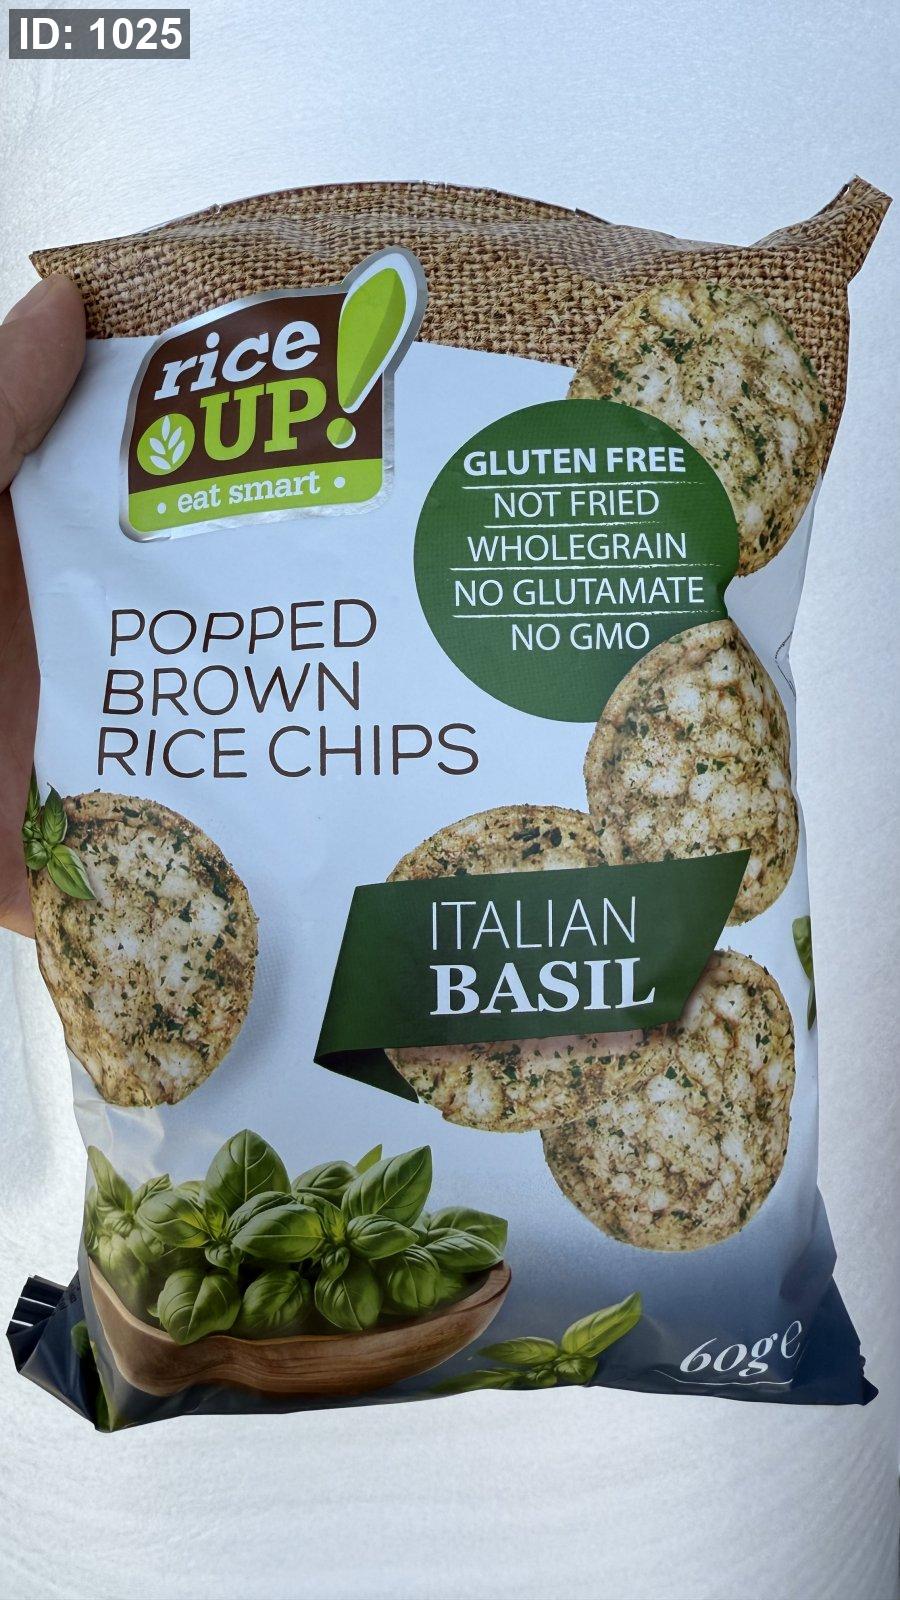 ID: 1025
rice
UP!
• eat smart •
GLUTEN FREE
NOT FRIED
WHOLEGRAIN
NO GLUTAMATE
NO GMO
POPPED
BROWN
RICE CHIPS
ITALIAN
BASIL
60g℮